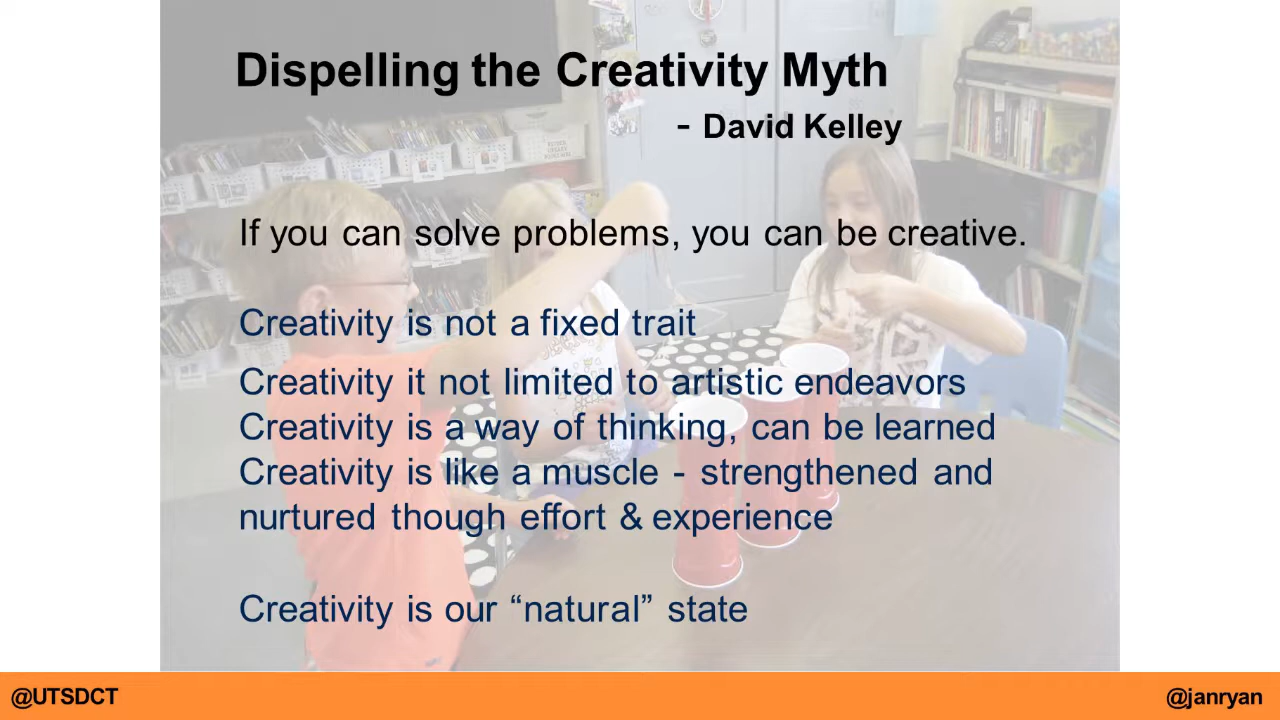 Dispelling the Creativity Myth
- David Kelley
If you can solve problems, you can be creative.
Creativity is not a fixed trait
Creativity it not limited to artistic endeavors
Creativity is a way of thinking, can be learned
Creativity is like a muscle - strengthened and
nurtured though effort & experience
Creativity is our “natural” state
@UTSDCT
@janryan